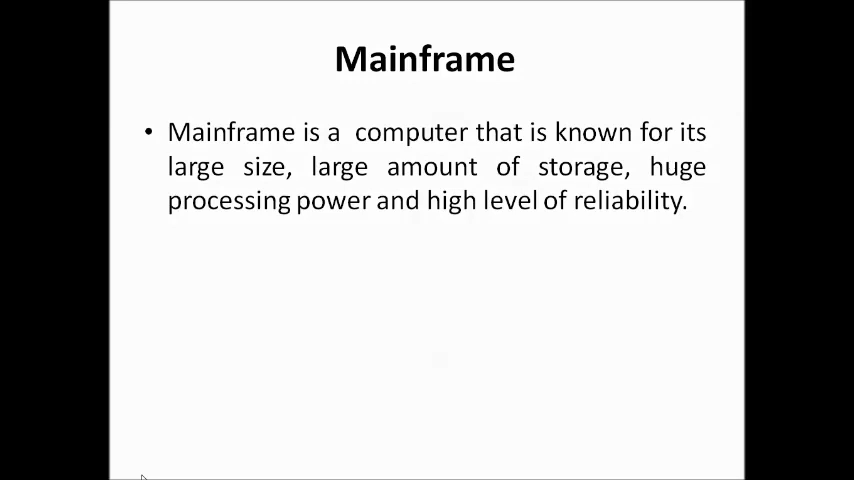 Mainframe
• Mainframe is a computer that is known for its
large size, large amount of storage, huge
processing power and high level of reliability.